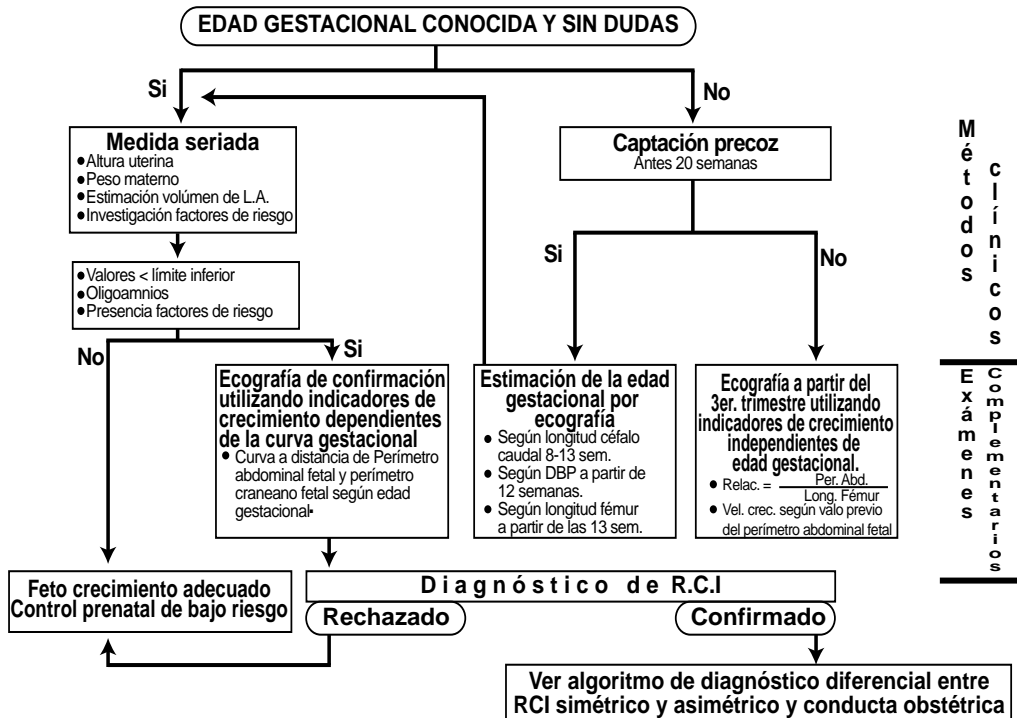 EDAD GESTACIONAL CONOCIDA Y SIN DUDAS
Si
No
Medida seriada
●Altura uterina
●Peso materno
●Estimación volúmen de L.A.
●Investigación factores de riesgo
Captación precoz
Antes 20 semanas
Métodos
clínicos
●Valores < límite inferior
●Oligoamnios
●Presencia factores de riesgo
Si
No
No
Si
Ecografía de confirmación
utilizando indicadores de
crecimiento dependientes
de la curva gestacional
● Curva a distancia de Perímetro
abdominal fetal y perímetro
craneano fetal según edad
gestacional
Estimación de la edad
gestacional por
ecografía
● Según longitud céfalo
caudal 8-13 sem.
● Según DBP a partir de
12 semanas.
● Según longitud fémur
a partir de las 13 sem.
Ecografía a partir del
3er. trimestre utilizando
indicadores de crecimiento
independientes de
edad gestacional.
● Relac. = Per. Abd.
Long. Fémur
● Vel. crec. según valo previo
del perímetro abdominal fetal
Exámenes
Complementarios
Feto crecimiento adecuado
Control prenatal de bajo riesgo
Diagnóstico de R.C.I
Rechazado
Confirmado
Ver algoritmo de diagnóstico diferencial entre
RCI simétrico y asimétrico y conducta obstétrica